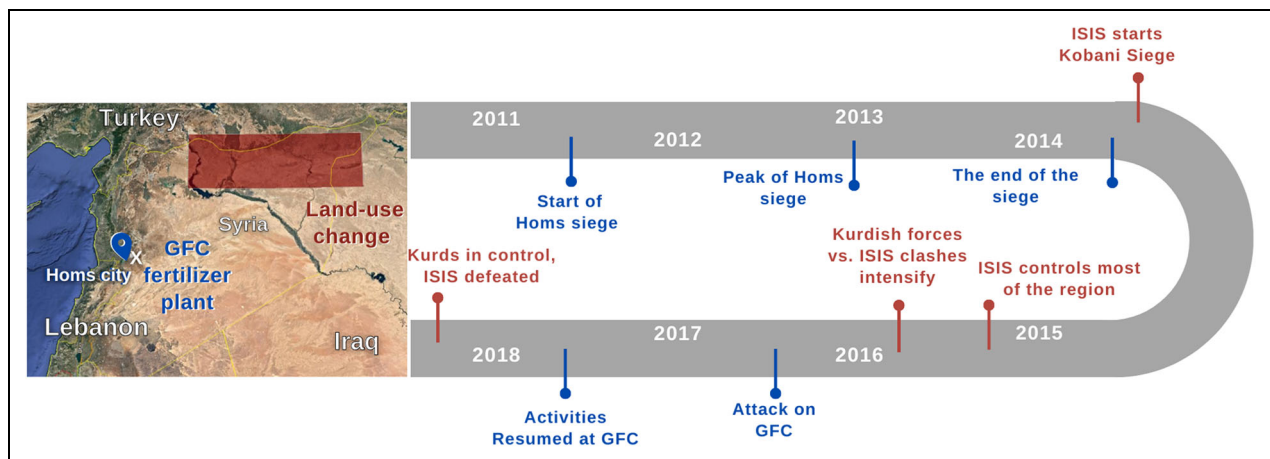 ISIS starts
Kobani Siege
2011
2012
2013
2014
Start of
Homs siege
Peak of Homs
siege
The end of the
siege
Turkey
Syria
Land-use
change
GFC
fertilizer
plant
Homs city
X
Lebanon
Iraq
Kurds in control,
ISIS defeated
Kurdish forces
vs. ISIS clashes
intensify
ISIS controls most
of the region
2018
2017
2016
2015
Activities
Resumed at GFC
Attack on
GFC